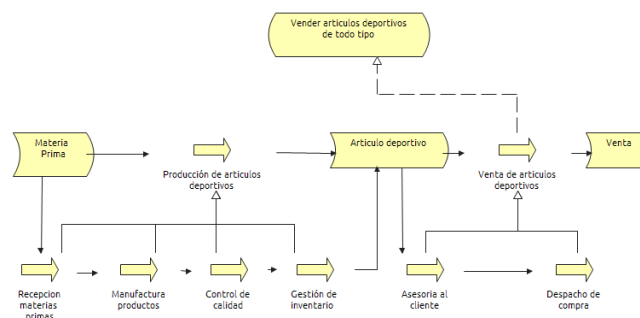 Vender articulos deportivos
de todo tipo
Materia
Prima
Articulo deportivo
Venta
Producción de articulos
deportivos
Venta de articulos
deportivos
Recepcion
materias
primas
Manufactura
productos
Control de
calidad
Gestión de
inventario
Asesoria al
cliente
Despacho de
compra